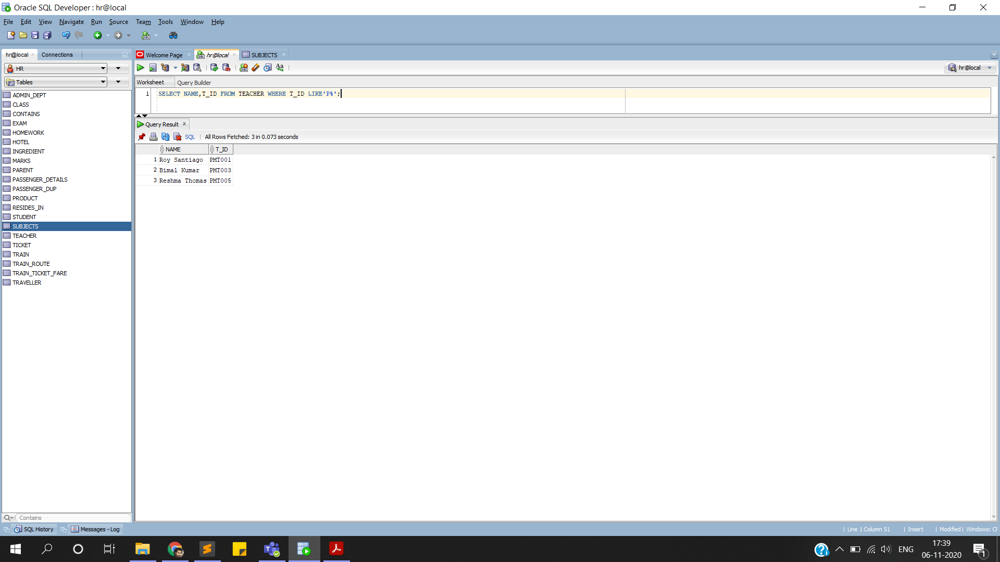 Oracle SQL Developer : hr@local
File Edit View Navigate Run Source Team Tools Window Help
hr@local Connections
Welcome Page hr@local SUBJECTS
HR
hr@local
Tables
Worksheet Query Builder
1 SELECT NAME,T_ID FROM TEACHER WHERE T_ID LIKE'P%';
ADMIN_DEPT
CLASS
CONTAINS
EXAM
HOMEWORK
HOTEL
INGREDIENT
MARKS
PARENT
PASSENGER_DETAILS
PASSENGER_DUP
PRODUCT
RESIDES_IN
STUDENT
SUBJECTS
TEACHER
TICKET
TRAIN
TRAIN_ROUTE
TRAIN_TICKET_FARE
TRAVELLER
Query Result
SQL | All Rows Fetched: 3 in 0.073 seconds
NAME T_ID
1 Roy Santiago PMT001
2 Bimal Kumar PMT003
3 Reshma Thomas PMT005
Contains
SQL History Messages - Log
| Line 1 Column 51 | Insert | Modified | Windows:
ENG
17:39
06-11-2020
1